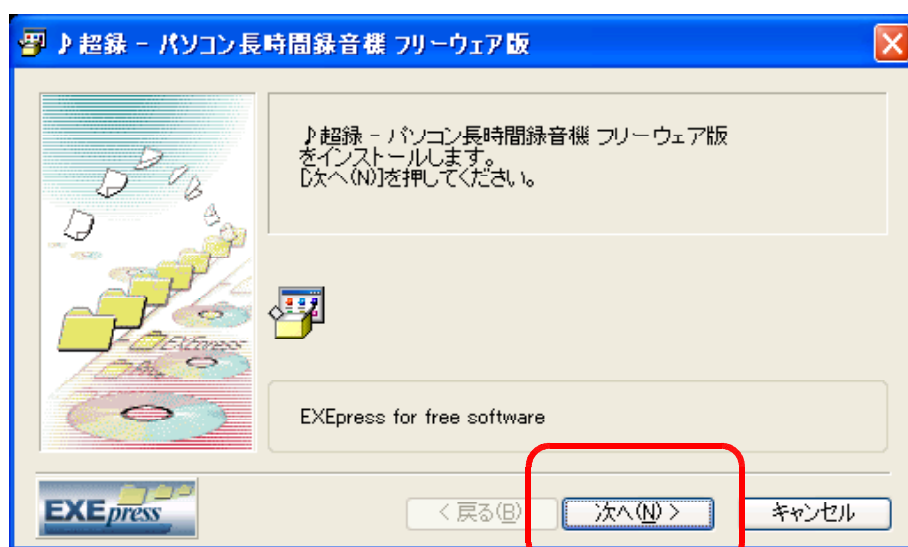 ♪超録 - パソコン長時間録音機 フリーウェア版
♪超録 - パソコン長時間録音機 フリーウェア版
をインストールします。
[次へ(N)]を押してください。
EXEpress
EXEpress for free software
EXEpress
< 戻る(B)
次へ(N) >
キャンセル